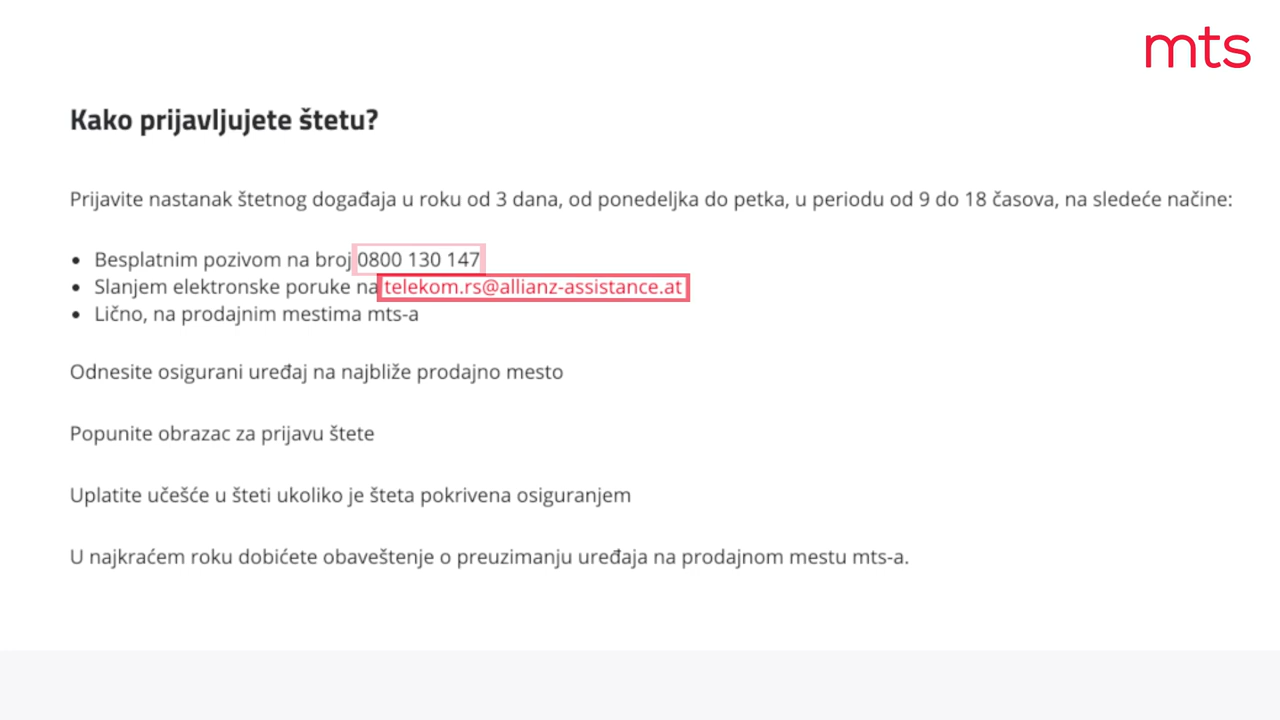 mts
Kako prijavljujete štetu?
Prijavite nastanak štetnog događaja u roku od 3 dana, od ponedeljka do petka, u periodu od 9 do 18 časova, na sledeće načine:
• Besplatnim pozivom na broj 0800 130 147
• Slanjem elektronske poruke na telekom.rs@allianz-assistance.at
• Lično, na prodajnim mestima mts-a
Odnesite osigurani uređaj na najbliže prodajno mesto
Popunite obrazac za prijavu štete
Uplatite učešće u šteti ukoliko je šteta pokrivena osiguranjem
U najkraćem roku dobićete obaveštenje o preuzimanju uređaja na prodajnom mestu mts-a.